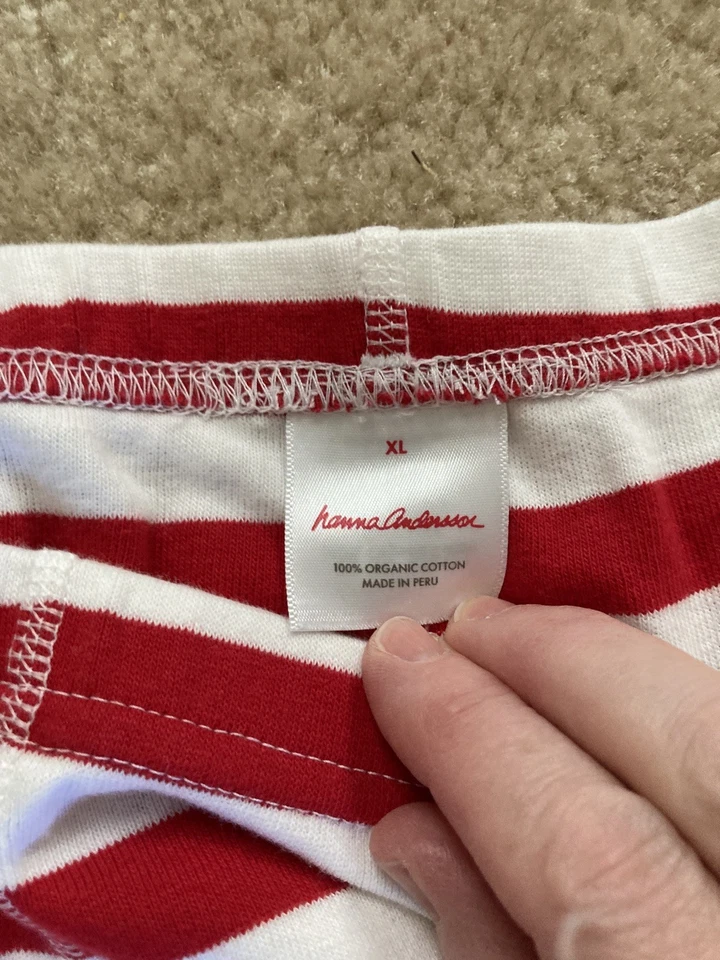 XL
hanna Andersson
100% ORGANIC COTTON
MADE IN PERU